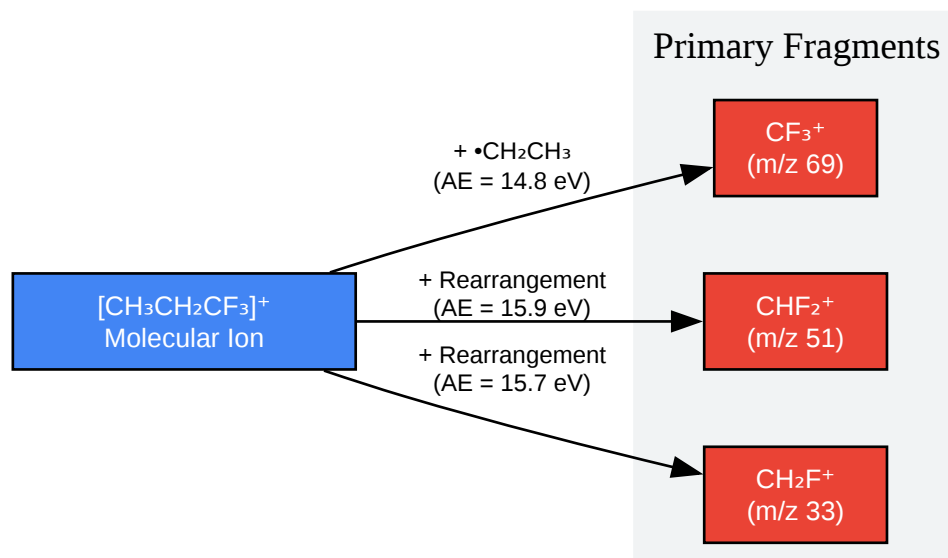 Primary Fragments
+ •CH₂CH₃
(AE = 14.8 eV)
CF₃⁺
(m/z 69)
[CH₃CH₂CF₃]⁺
Molecular Ion
+ Rearrangement
(AE = 15.9 eV)
CHF₂⁺
(m/z 51)
+ Rearrangement
(AE = 15.7 eV)
CH₂F⁺
(m/z 33)